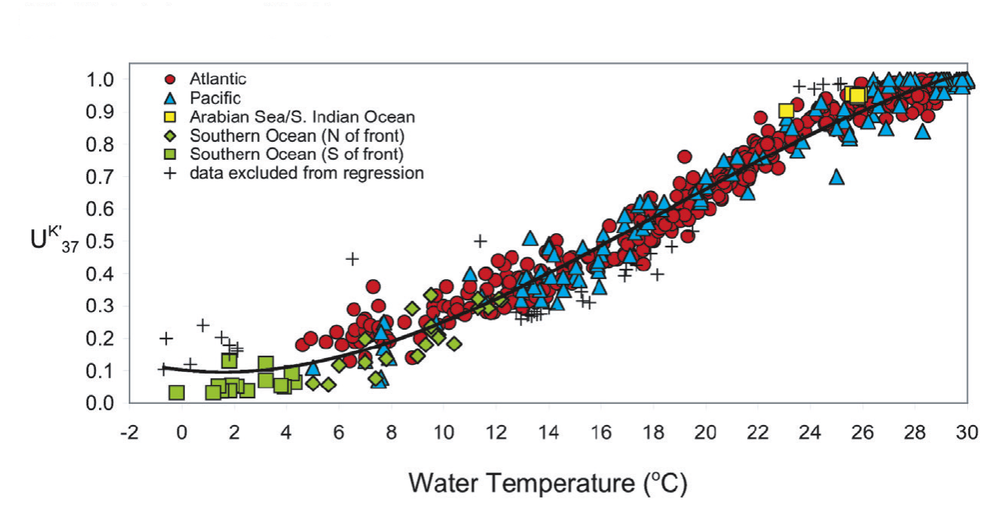 Atlantic
Pacific
Arabian Sea/S. Indian Ocean
Southern Ocean (N of front)
Southern Ocean (S of front)
data excluded from regression
1.0
0.9
0.8
0.7
0.6
0.5
0.4
0.3
0.2
0.1
0.0
U^K'_37
-2 0 2 4 6 8 10 12 14 16 18 20 22 24 26 28 30
Water Temperature (°C)